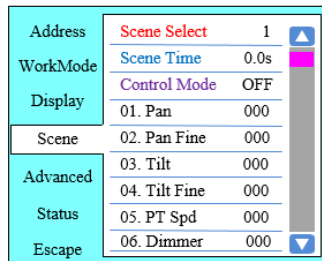 Address
WorkMode
Display
Scene
Advanced
Status
Escape
Scene Select 1
Scene Time 0.0s
Control Mode OFF
01. Pan 000
02. Pan Fine 000
03. Tilt 000
04. Tilt Fine 000
05. PT Spd 000
06. Dimmer 000